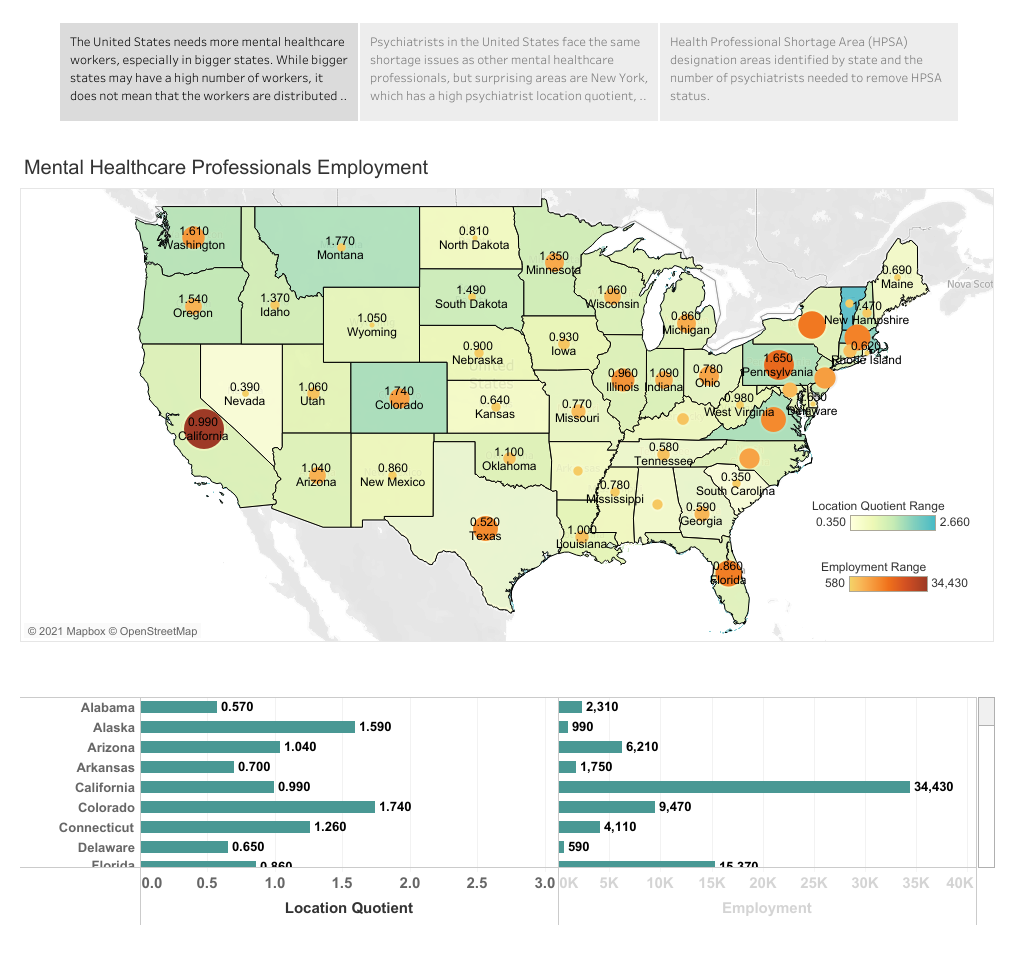 The United States needs more mental healthcare
workers, especially in bigger states. While bigger
states may have a high number of workers, it
does not mean that the workers are distributed ..
Psychiatrists in the United States face the same
shortage issues as other mental healthcare
professionals, but surprising areas are New York,
which has a high psychiatrist location quotient, ..
Health Professional Shortage Area (HPSA)
designation areas identified by state and the
number of psychiatrists needed to remove HPSA
status.
Mental Healthcare Professionals Employment
1.610
Washington
1.770
Montana
0.810
North Dakota
1.350
Minnesota
0.690
Maine
Nova Scot
1.540
Oregon
1.370
Idaho
1.050
Wyoming
1.490
South Dakota
1.060
Wisconsin
0.860
Michigan
1.470
New Hampshire
0.620
Rhode Island
0.390
Nevada
1.060
Utah
1.740
Colorado
0.900
Nebraska
United
States
0.640
Kansas
0.930
Iowa
0.770
Missouri
0.960
Illinois
1.090
Indiana
0.780
Ohio
1.650
Pennsylvania
0.980
West Virginia
Delaware
0.990
California
1.040
Arizona
0.860
New Mexico
1.100
Oklahoma
0.580
Tennessee
0.350
South Carolina
0.780
Mississippi
0.590
Georgia
0.520
Texas
1.000
Louisiana
0.860
Florida
Location Quotient Range
0.350 2.660
Employment Range
580 34,430
© 2021 Mapbox © OpenStreetMap
Alabama 0.570 2,310
Alaska 1.590 990
Arizona 1.040 6,210
Arkansas 0.700 1,750
California 0.990 34,430
Colorado 1.740 9,470
Connecticut 1.260 4,110
Delaware 0.650 590
Florida 0.860 15,370
0.0 0.5 1.0 1.5 2.0 2.5 3.0 0K 5K 10K 15K 20K 25K 30K 35K 40K
Location Quotient Employment